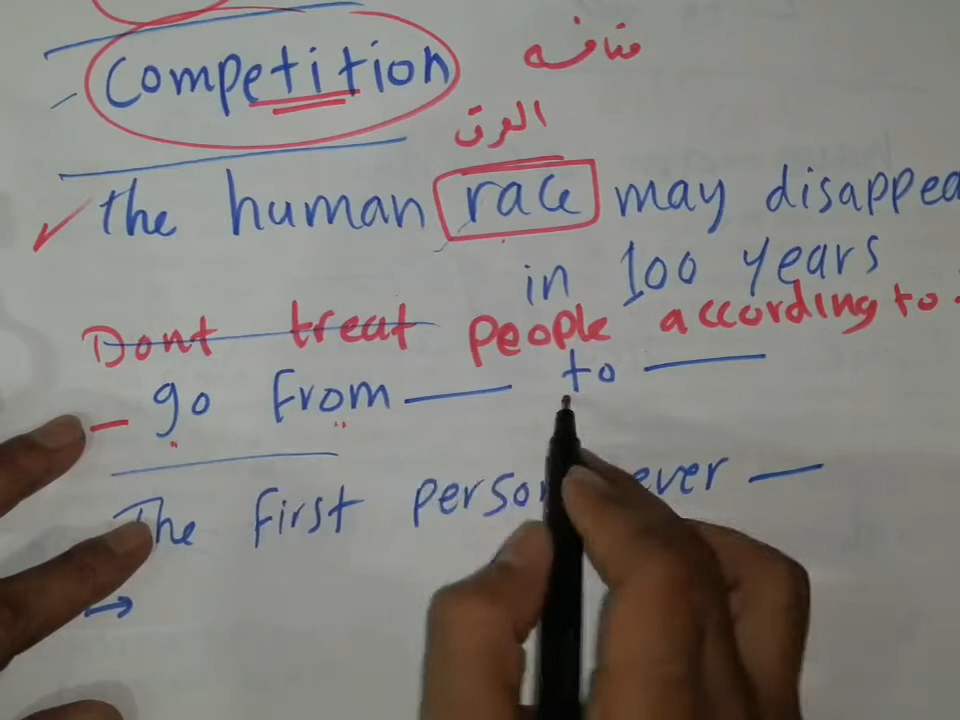 competition منافسه
العرق
the human race may disappea
in 100 years
Dont treat people according to
- go From — to —
The First person ever —
→